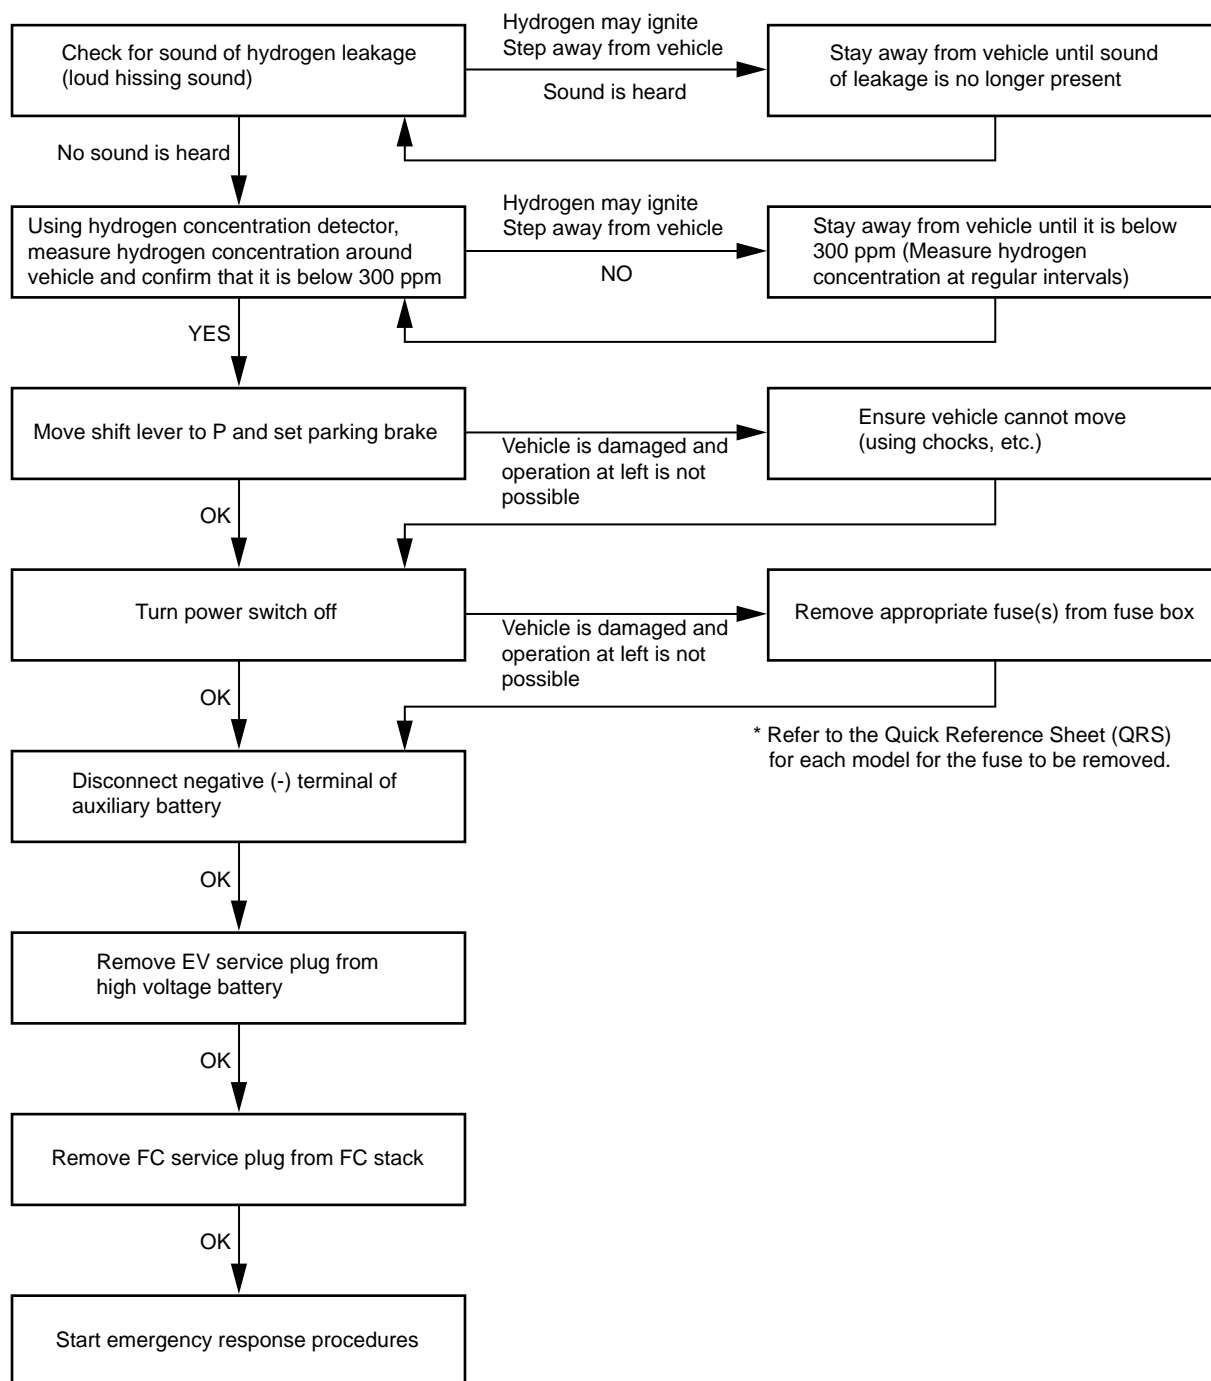 Check for sound of hydrogen leakage
(loud hissing sound)
Hydrogen may ignite
Step away from vehicle
Sound is heard
Stay away from vehicle until sound
of leakage is no longer present
No sound is heard
Using hydrogen concentration detector,
measure hydrogen concentration around
vehicle and confirm that it is below 300 ppm
Hydrogen may ignite
Step away from vehicle
NO
Stay away from vehicle until it is below
300 ppm (Measure hydrogen
concentration at regular intervals)
YES
Move shift lever to P and set parking brake
Vehicle is damaged and
operation at left is not
possible
Ensure vehicle cannot move
(using chocks, etc.)
OK
Turn power switch off
Vehicle is damaged and
operation at left is not
possible
Remove appropriate fuse(s) from fuse box
OK
* Refer to the Quick Reference Sheet (QRS)
for each model for the fuse to be removed.
Disconnect negative (-) terminal of
auxiliary battery
OK
Remove EV service plug from
high voltage battery
OK
Remove FC service plug from FC stack
OK
Start emergency response procedures